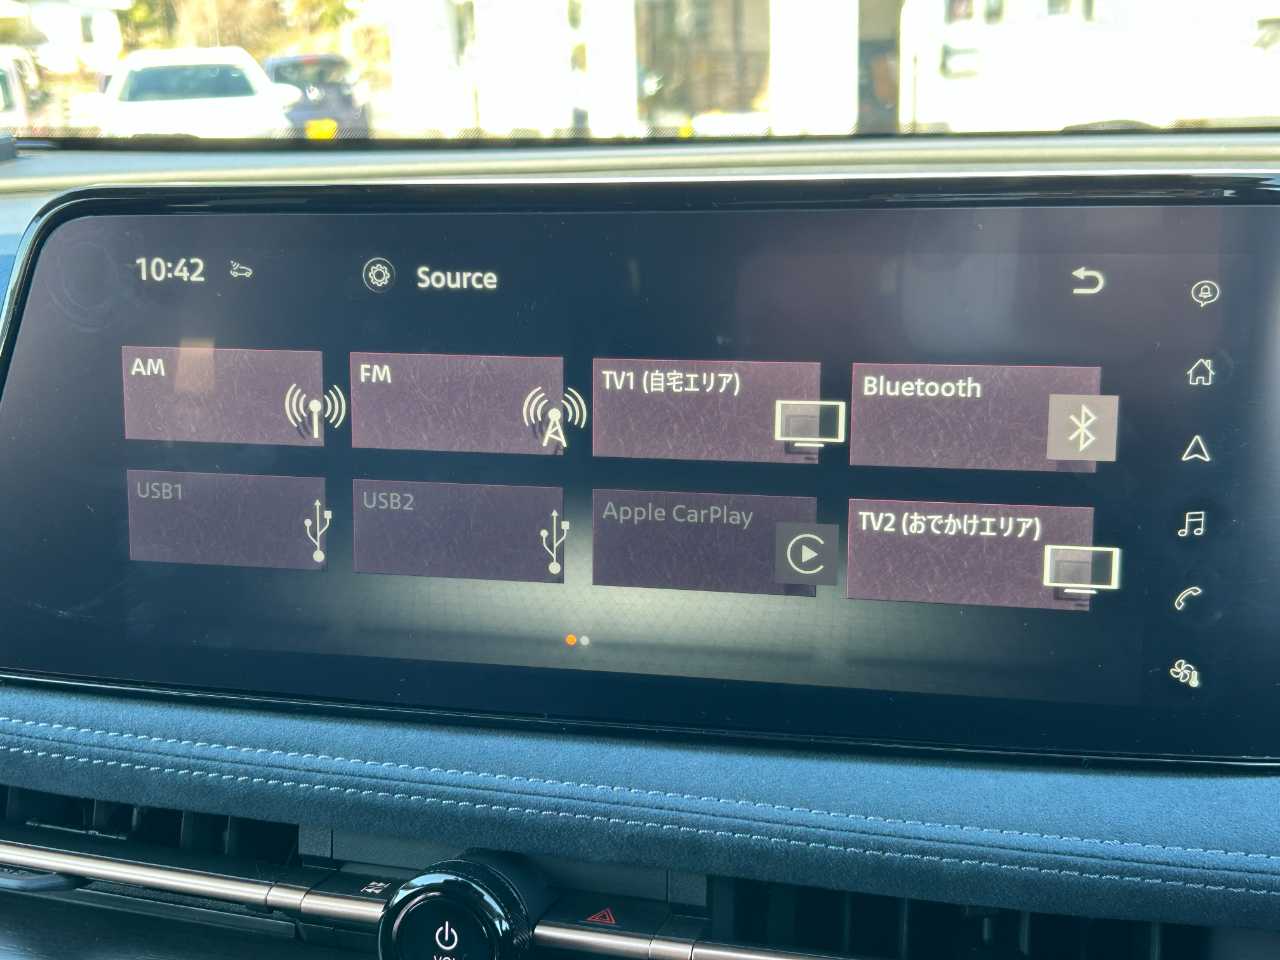 10:42
Source
AM
FM
TV1 (自宅エリア)
Bluetooth
USB1
USB2
Apple CarPlay
TV2 (おでかけエリア)
VOL